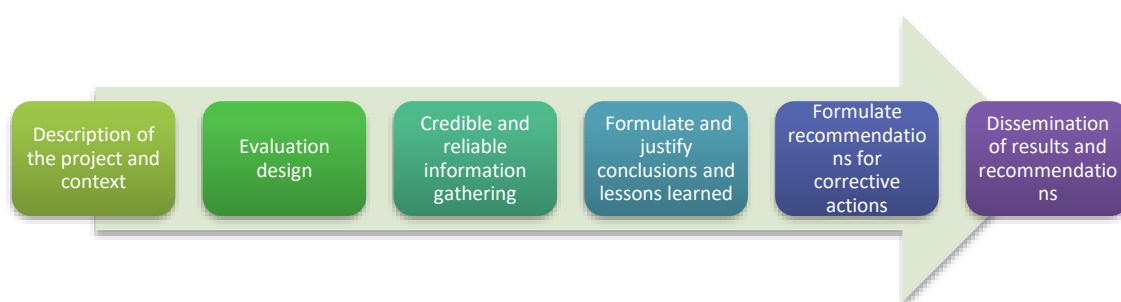 Description of
the project and
context
Evaluation
design
Credible and
reliable
information
gathering
Formulate and
justify
conclusions and
lessons learned
Formulate
recommendatio
ns for
corrective
actions
Dissemination
of results and
recommendatio
ns